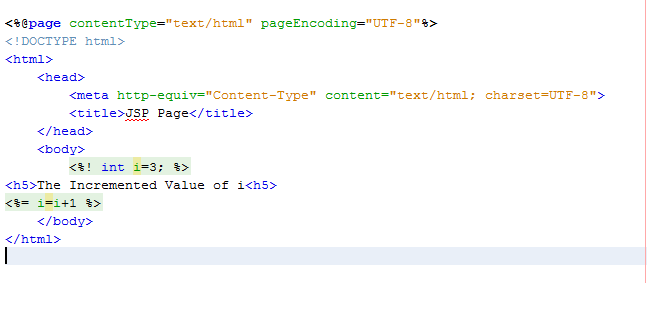 <%@page contentType="text/html" pageEncoding="UTF-8"%>
<!DOCTYPE html>
<html>
    <head>
        <meta http-equiv="Content-Type" content="text/html; charset=UTF-8">
        <title>JSP Page</title>
    </head>
    <body>
        <%! int i=3; %>
<h5>The Incremented Value of i<h5>
<%= i=i+1 %>
    </body>
</html>